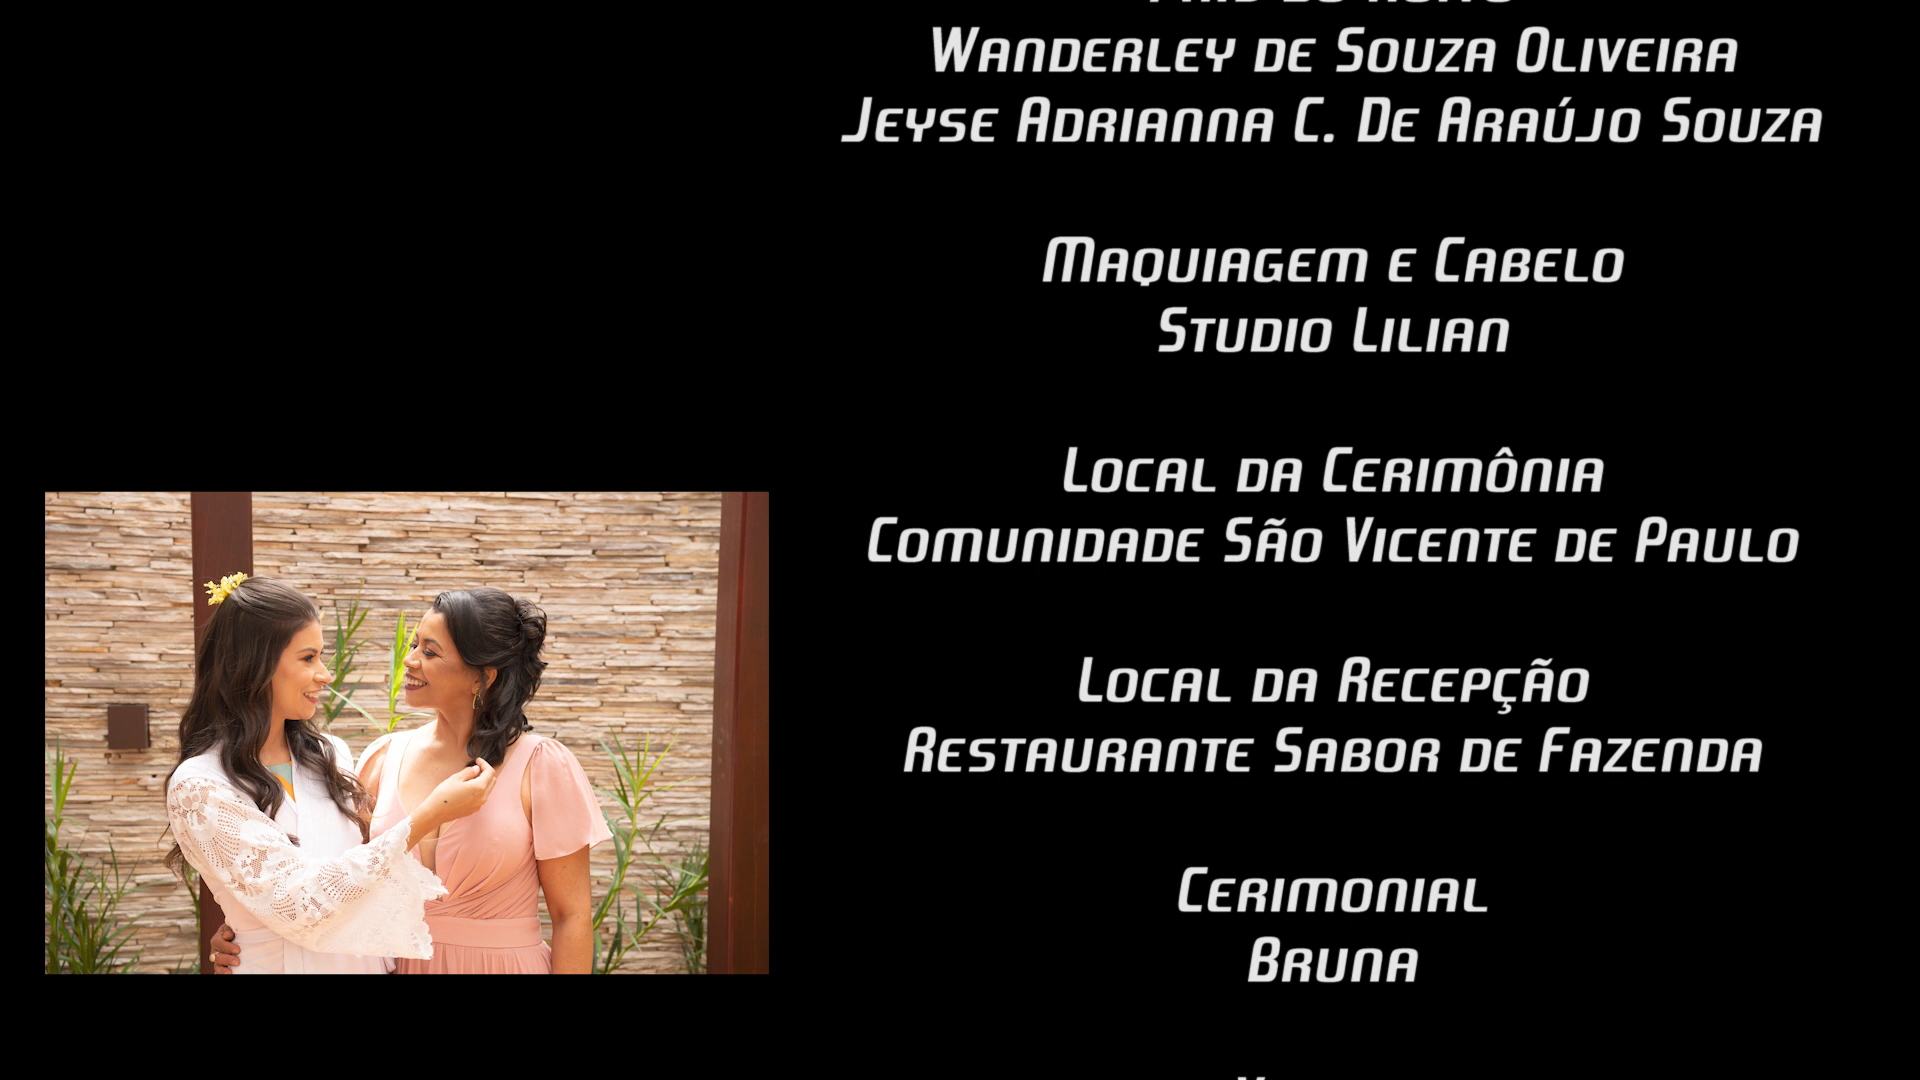 Wanderley de Souza Oliveira
Jeyse Adrianna C. De Araújo Souza
Maquiagem e Cabelo
Studio Lilian
Local da Cerimônia
Comunidade São Vicente de Paulo
Local da Recepção
Restaurante Sabor de Fazenda
Cerimonial
Bruna